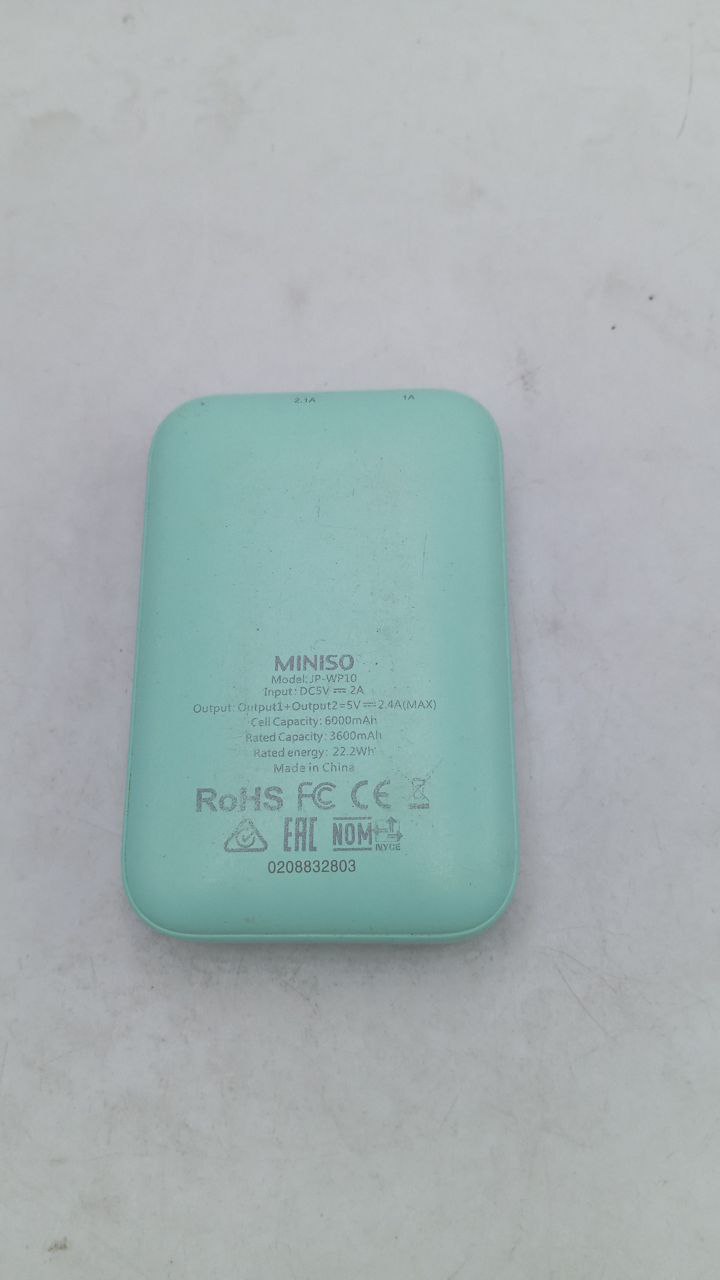 2.1A 1A
MINISO
Model: JP-WP10
Input: DC5V ⎓ 2A
Output: Output1+Output2=5V ⎓ 2.4A(MAX)
Cell Capacity: 6000mAh
Rated Capacity: 3600mAh
Rated energy: 22.2Wh
Made in China
RoHS FC CE
EAC NOM NYCE
0208832803